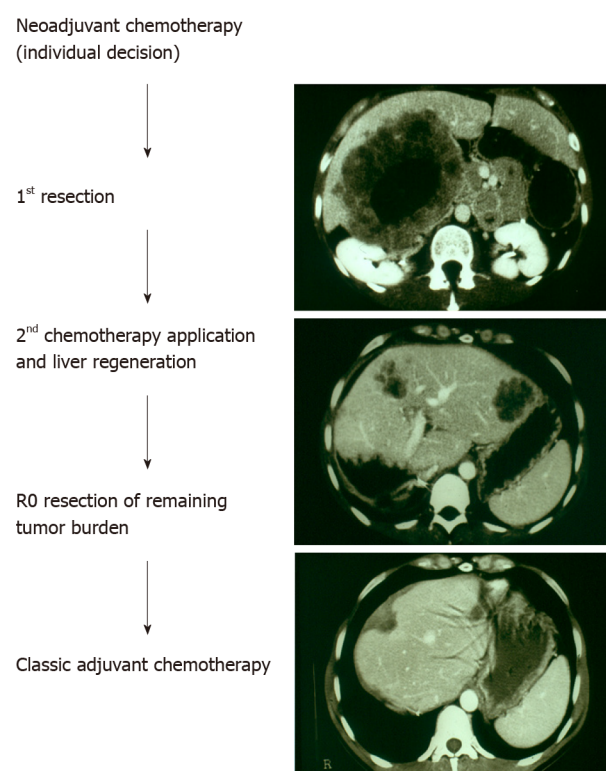 Neoadjuvant chemotherapy
(individual decision)
1st resection
2nd chemotherapy application
and liver regeneration
R0 resection of remaining
tumor burden
Classic adjuvant chemotherapy
R